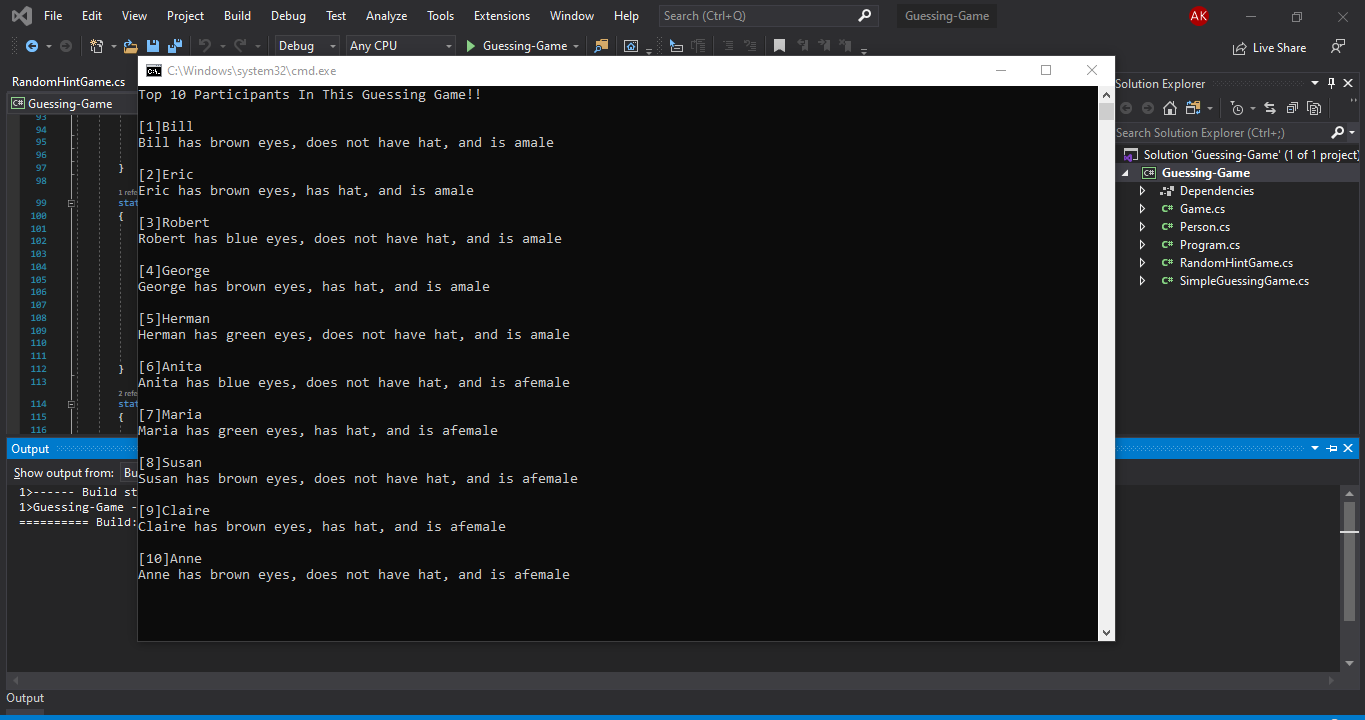 File Edit View Project Build Debug Test Analyze Tools Extensions Window Help Search (Ctrl+Q) Guessing-Game AK
Debug Any CPU Guessing-Game Live Share
RandomHintGame.cs
C# Guessing-Game
93
94
95
96
97 }
98
1 refe
99 stat
100 {
101
102
103
104
105
106
107
108
109
110
111
112 }
113
2 refe
114 stat
115 {
116
C:\Windows\system32\cmd.exe
Top 10 Participants In This Guessing Game!!
[1]Bill
Bill has brown eyes, does not have hat, and is amale
[2]Eric
Eric has brown eyes, has hat, and is amale
[3]Robert
Robert has blue eyes, does not have hat, and is amale
[4]George
George has brown eyes, has hat, and is amale
[5]Herman
Herman has green eyes, does not have hat, and is amale
[6]Anita
Anita has blue eyes, does not have hat, and is afemale
[7]Maria
Maria has green eyes, has hat, and is afemale
[8]Susan
Susan has brown eyes, does not have hat, and is afemale
[9]Claire
Claire has brown eyes, has hat, and is afemale
[10]Anne
Anne has brown eyes, does not have hat, and is afemale
Solution Explorer
Search Solution Explorer (Ctrl+;)
Solution 'Guessing-Game' (1 of 1 project)
C# Guessing-Game
Dependencies
C# Game.cs
C# Person.cs
C# Program.cs
C# RandomHintGame.cs
C# SimpleGuessingGame.cs
Output
Show output from: Bu
1>------ Build st
1>Guessing-Game -
========== Build:
Output